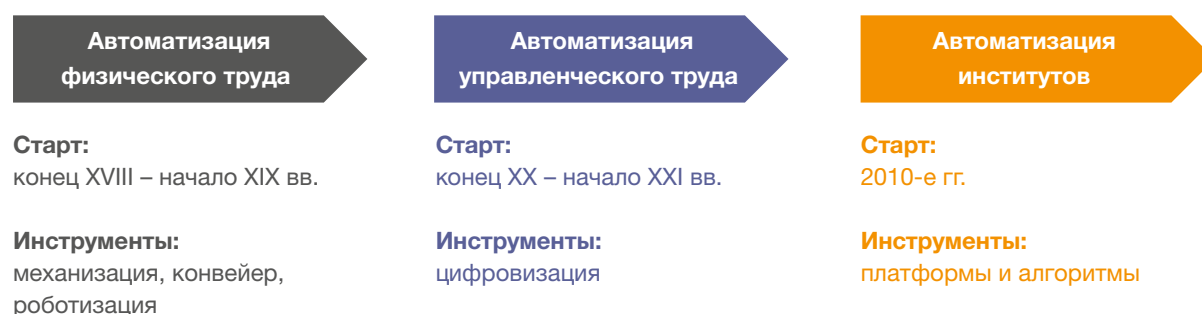 Автоматизация
физического труда
Старт:
конец XVIII – начало XIX вв.
Инструменты:
механизация, конвейер,
роботизация
Автоматизация
управленческого труда
Старт:
конец XX – начало XXI вв.
Инструменты:
цифровизация
Автоматизация
институтов
Старт:
2010-е гг.
Инструменты:
платформы и алгоритмы